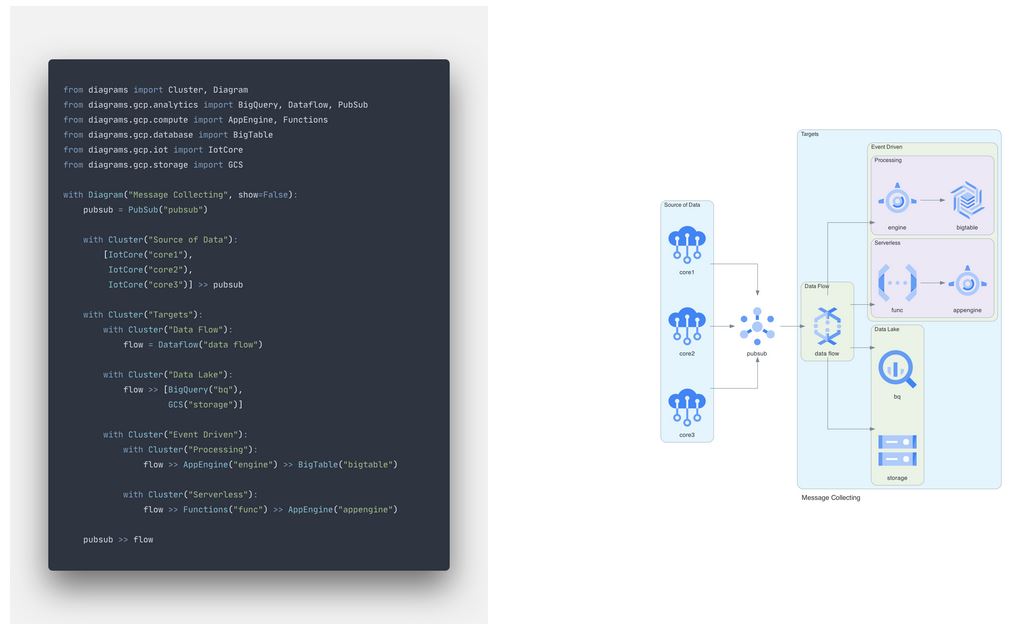 from diagrams import Cluster, Diagram
from diagrams.gcp.analytics import BigQuery, Dataflow, PubSub
from diagrams.gcp.compute import AppEngine, Functions
from diagrams.gcp.database import BigTable
from diagrams.gcp.iot import IotCore
from diagrams.gcp.storage import GCS

with Diagram("Message Collecting", show=False):
    pubsub = PubSub("pubsub")

    with Cluster("Source of Data"):
        [IotCore("core1"),
         IotCore("core2"),
         IotCore("core3")] >> pubsub

    with Cluster("Targets"):
        with Cluster("Data Flow"):
            flow = Dataflow("data flow")

        with Cluster("Data Lake"):
            flow >> [BigQuery("bq"),
                     GCS("storage")]

        with Cluster("Event Driven"):
            with Cluster("Processing"):
                flow >> AppEngine("engine") >> BigTable("bigtable")

            with Cluster("Serverless"):
                flow >> Functions("func") >> AppEngine("appengine")

    pubsub >> flow
Source of Data
core1
core2
core3
pubsub
Targets
Data Flow
data flow
Event Driven
Processing
engine
bigtable
Serverless
func
appengine
Data Lake
bq
storage
Message Collecting